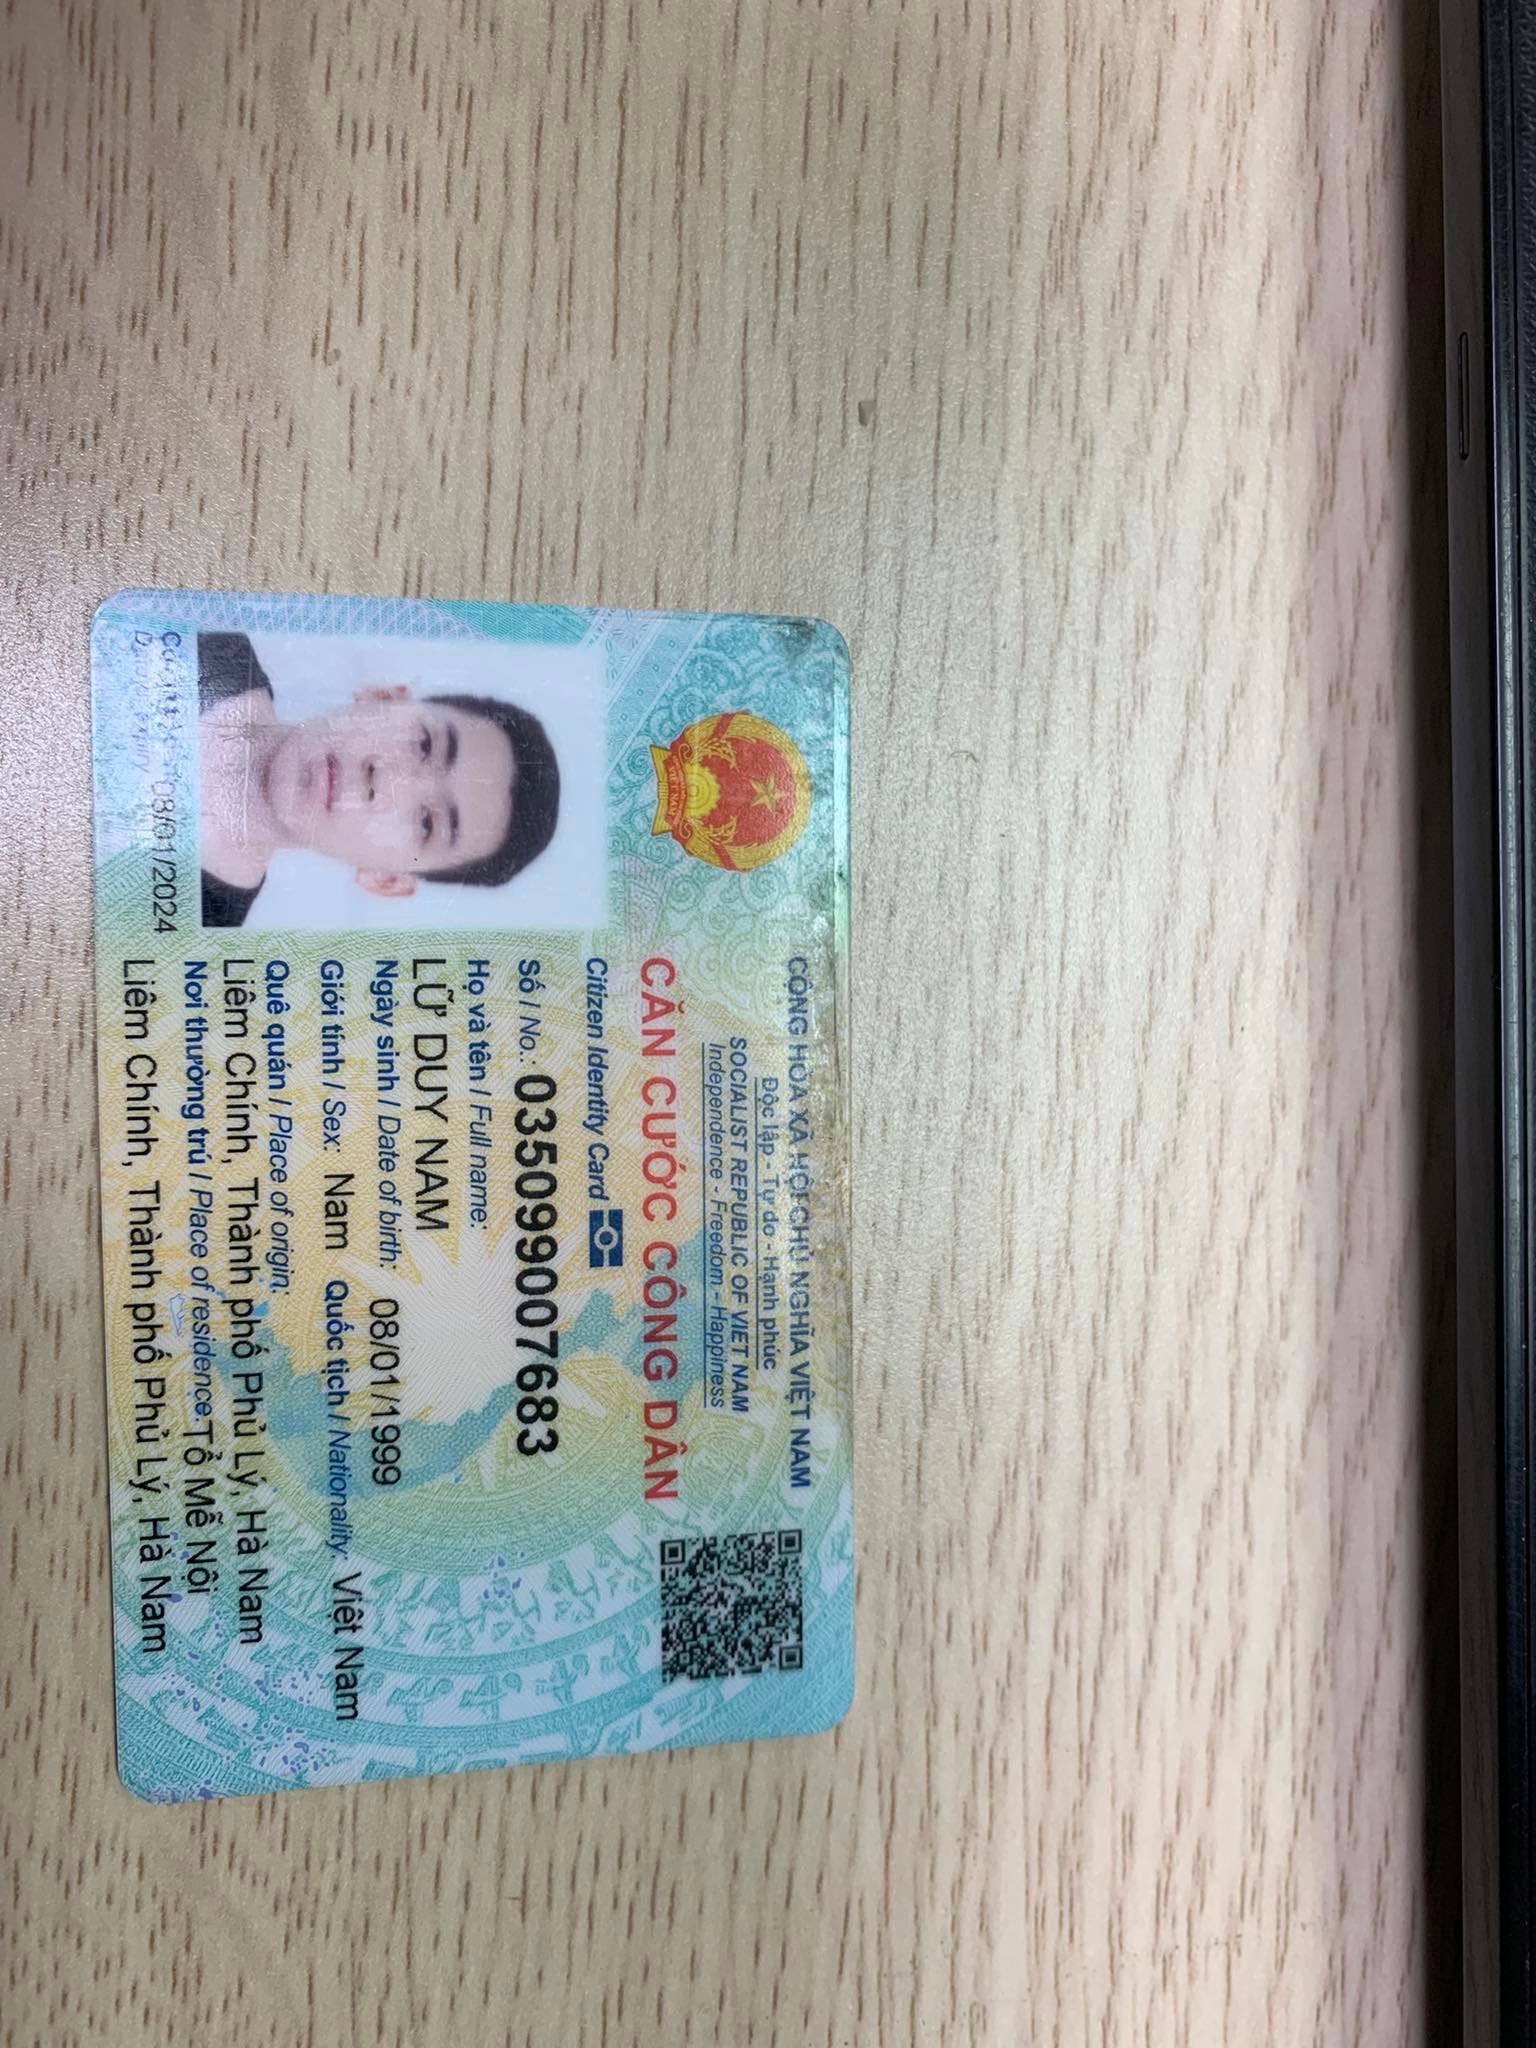 CỘNG HÒA XÃ HỘI CHỦ NGHĨA VIỆT NAM
Độc lập - Tự do - Hạnh phúc
SOCIALIST REPUBLIC OF VIET NAM
Independence - Freedom - Happiness
CĂN CƯỚC CÔNG DÂN
Citizen Identity Card
Số / No.: 035099007683
Họ và tên / Full name:
LỮ DUY NAM
Ngày sinh / Date of birth: 08/01/1999
Giới tính / Sex: Nam Quốc tịch / Nationality: Việt Nam
Quê quán / Place of origin:
Liêm Chính, Thành phố Phủ Lý, Hà Nam
Nơi thường trú / Place of residence: Tổ Mễ Nội
Liêm Chính, Thành phố Phủ Lý, Hà Nam
Có giá trị đến: 08/01/2024
Date of expiry
VIỆT NAM